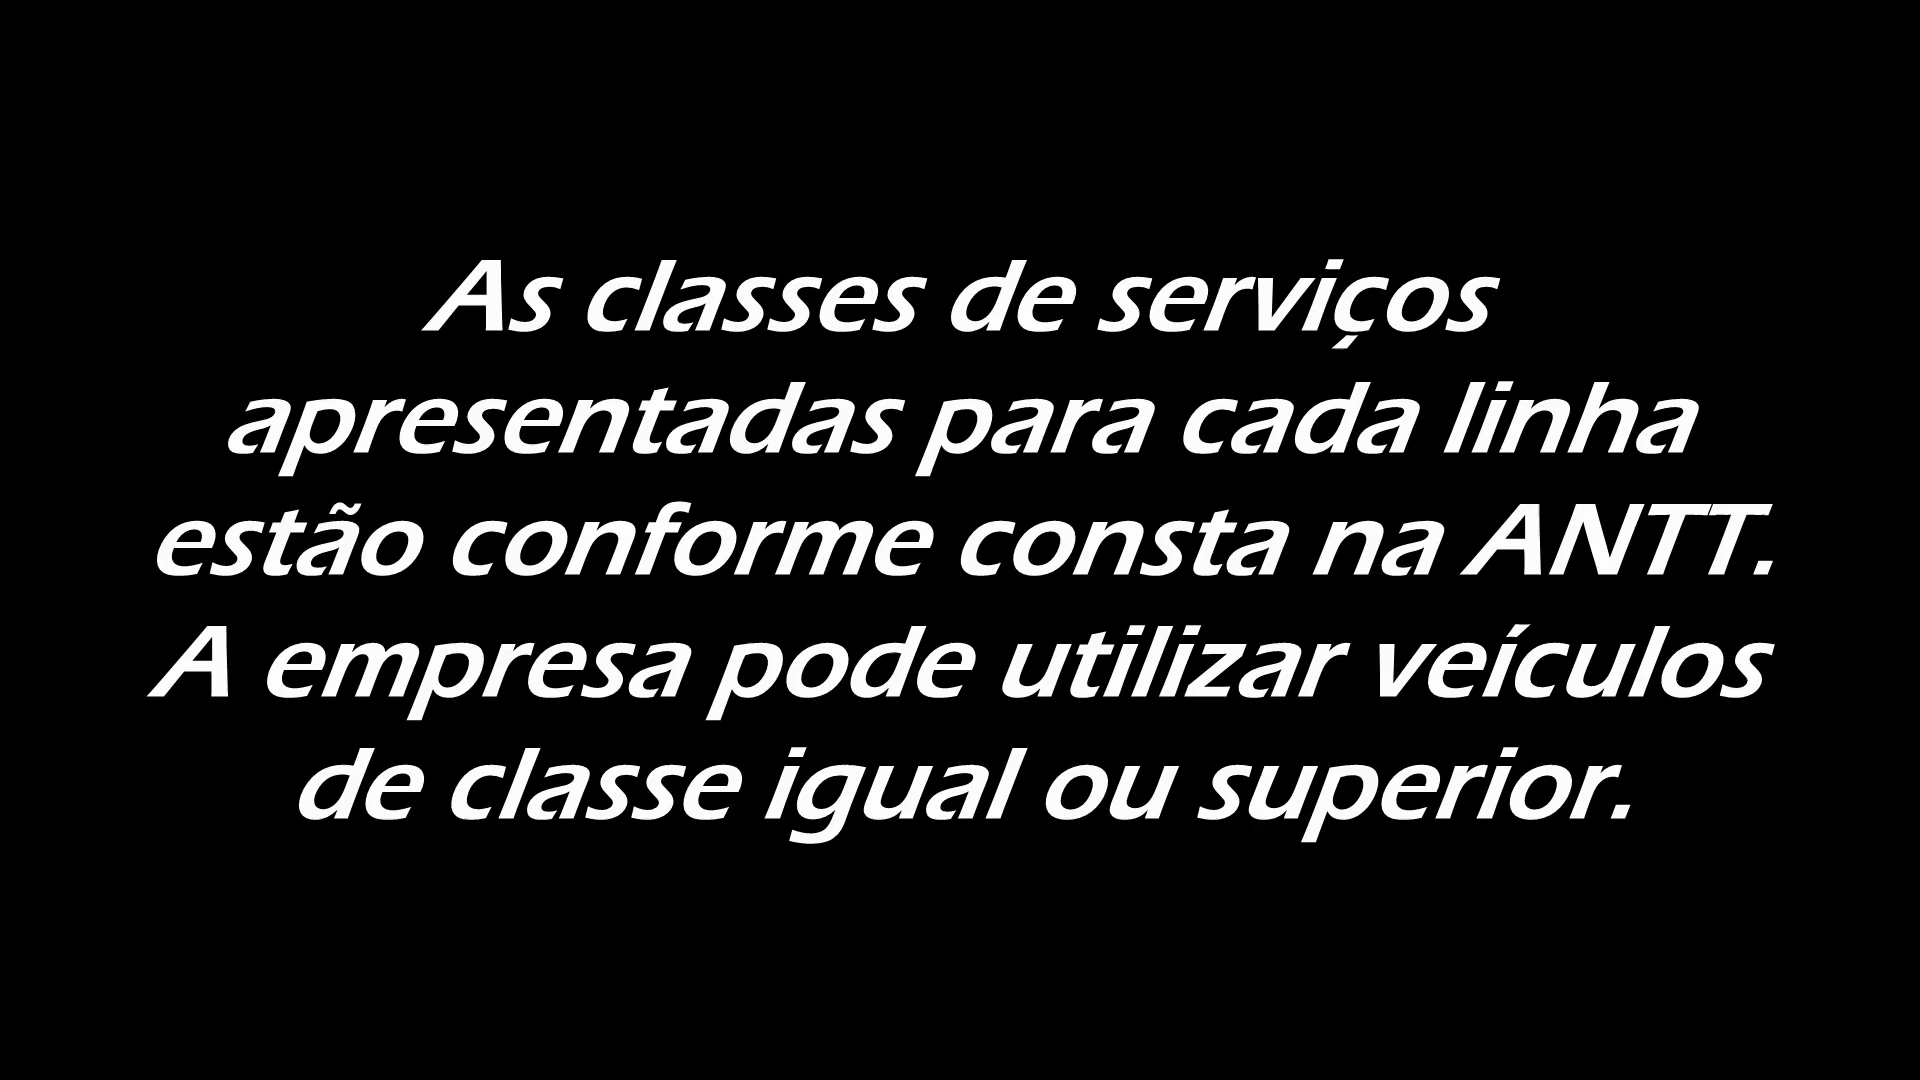 As classes de serviços
apresentadas para cada linha
estão conforme consta na ANTT.
A empresa pode utilizar veículos
de classe igual ou superior.